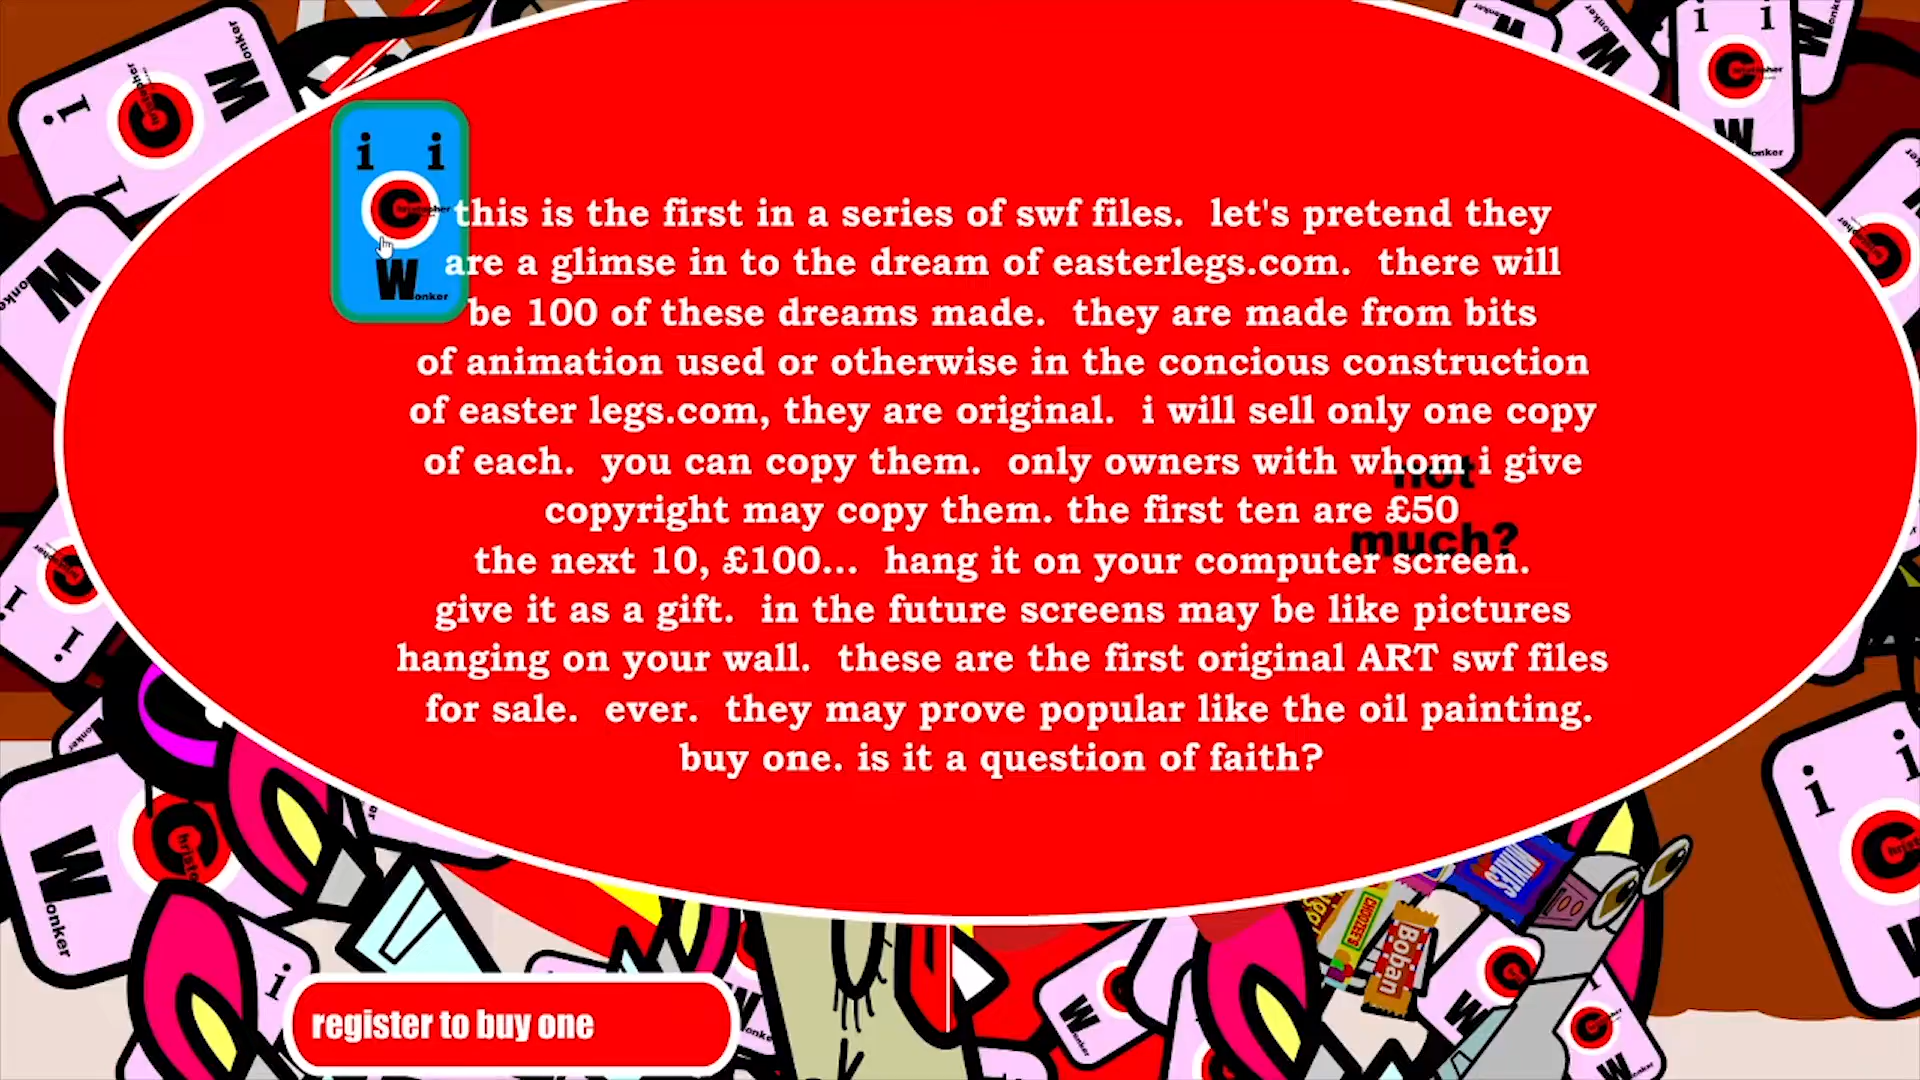 this is the first in a series of swf files.  let's pretend they
are a glimse in to the dream of easterlegs.com.  there will
be 100 of these dreams made.  they are made from bits
of animation used or otherwise in the concious construction
of easter legs.com, they are original.  i will sell only one copy
of each.  you can copy them.  only owners with whom i give
copyright may copy them. the first ten are £50
the next 10, £100...  hang it on your computer screen.
give it as a gift.  in the future screens may be like pictures
hanging on your wall.  these are the first original ART swf files
for sale.  ever.  they may prove popular like the oil painting.
buy one. is it a question of faith?
not
much?
i i
Christopher
Wonker
register to buy one
Boban